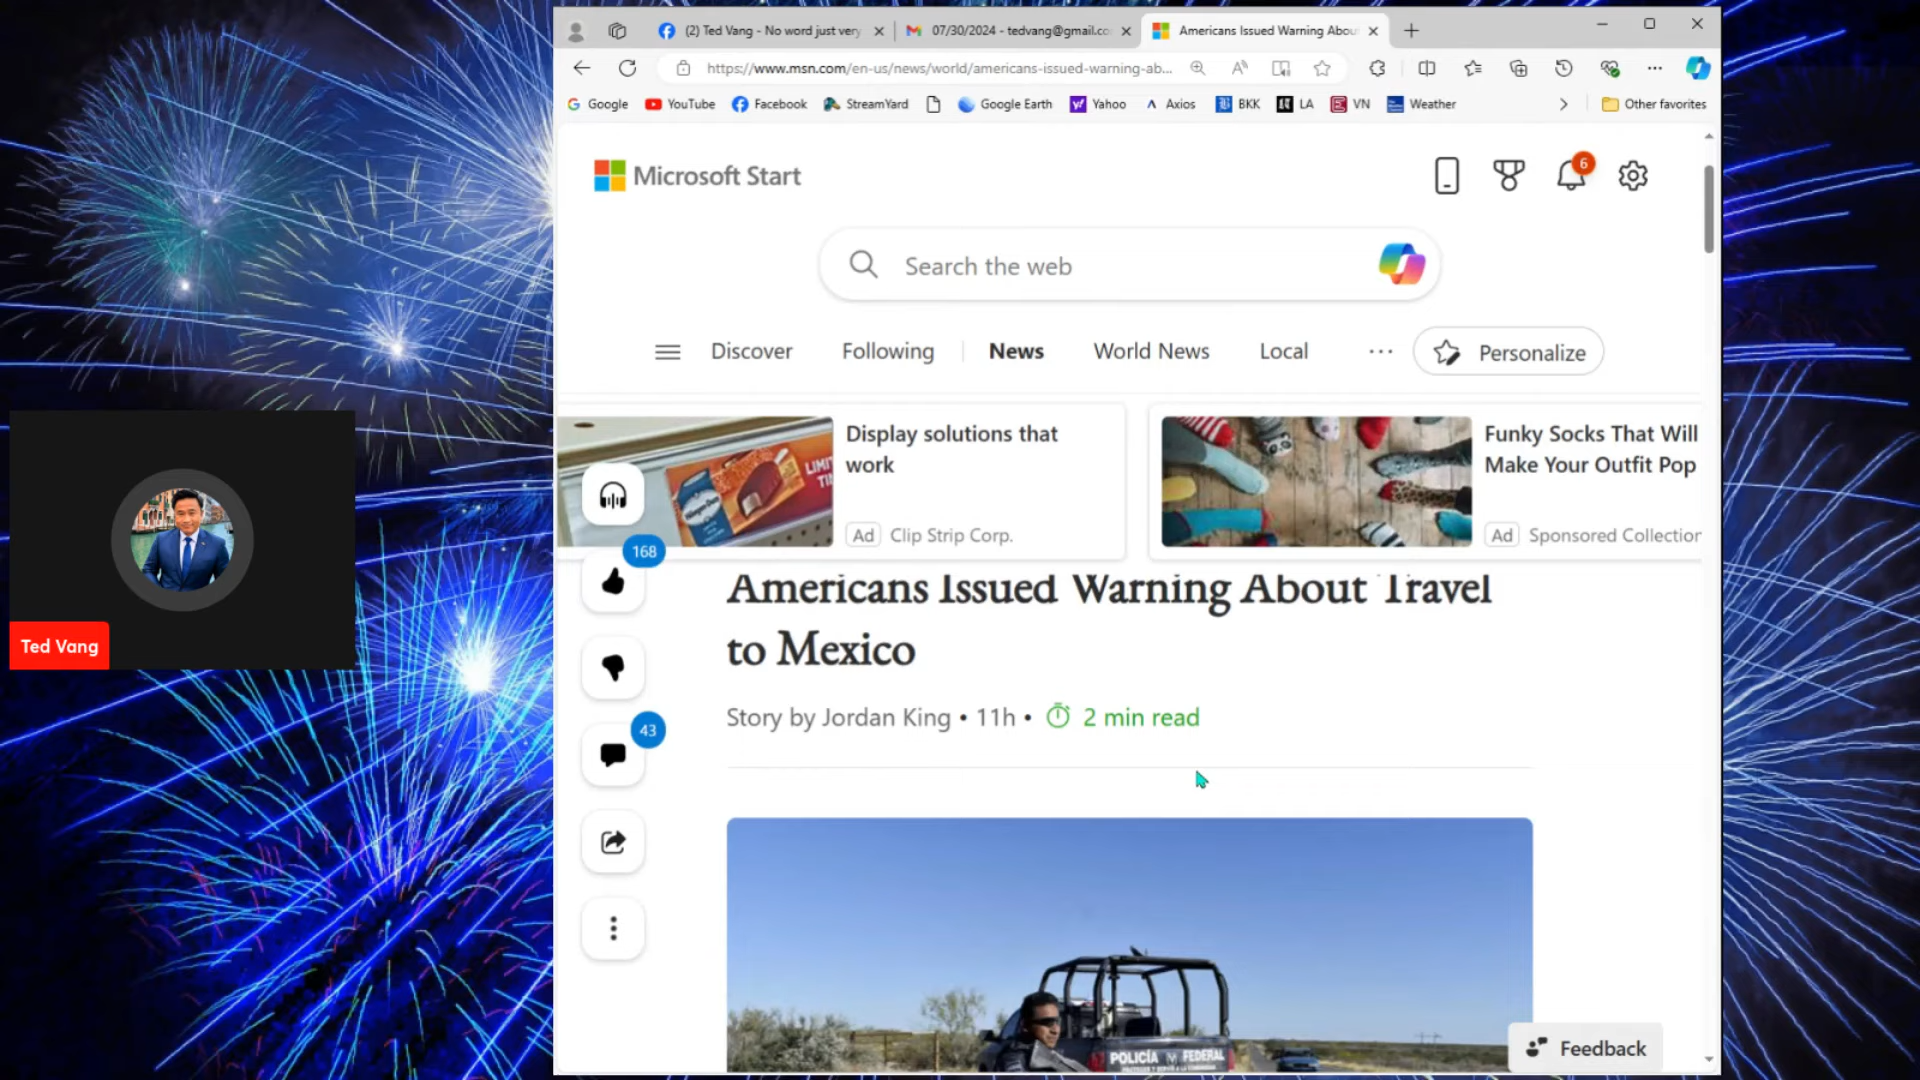 (2) Ted Vang - No word just very
07/30/2024 - tedvang@gmail.co
Americans Issued Warning Abou
https://www.msn.com/en-us/news/world/americans-issued-warning-ab...
Google
YouTube
Facebook
StreamYard
Google Earth
Yahoo
Axios
BKK
LA
VN
Weather
Other favorites
Microsoft Start
6
Search the web
Discover
Following
News
World News
Local
Personalize
LIMI
TI
Display solutions that
work
Ad Clip Strip Corp.
Funky Socks That Will
Make Your Outfit Pop
Ad Sponsored Collection
168
Americans Issued Warning About Travel
to Mexico
Story by Jordan King • 11h • 2 min read
43
Ted Vang
POLICÍA FEDERAL
Feedback